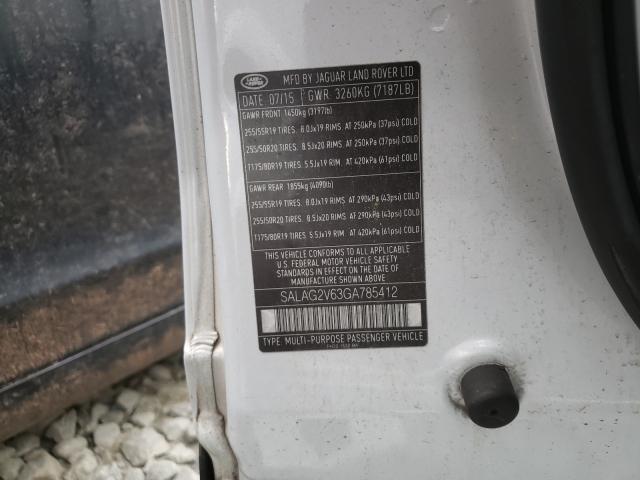 LAND ROVER
MFD BY JAGUAR LAND ROVER LTD
DATE 07/15 GWR 3260KG (7187LB)
GAWR FRONT 1450kg (3197lb)
255/55R19 TIRES. 8.0Jx19 RIMS AT 250kPa (37psi) COLD
255/50R20 TIRES. 8.5Jx20 RIMS AT 250kPa (37psi) COLD
T175/80R19 TIRES 5.5Jx19 RIM. AT 420kPa (61psi) COLD
GAWR REAR 1855kg (4090lb)
255/55R19 TIRES. 8.0Jx19 RIMS. AT 290kPa (43psi) COLD
255/50R20 TIRES. 8.5Jx20 RIMS AT 290kPa (43psi) COLD
T175/80R19 TIRES 5.5Jx19 RIM. AT 420kPa (61psi) COLD
THIS VEHICLE CONFORMS TO ALL APPLICABLE
U.S. FEDERAL MOTOR VEHICLE SAFETY STANDARDS
IN EFFECT ON THE DATE OF MANUFACTURE SHOWN ABOVE
SALAG2V63GA785412
TYPE: MULTI-PURPOSE PASSENGER VEHICLE